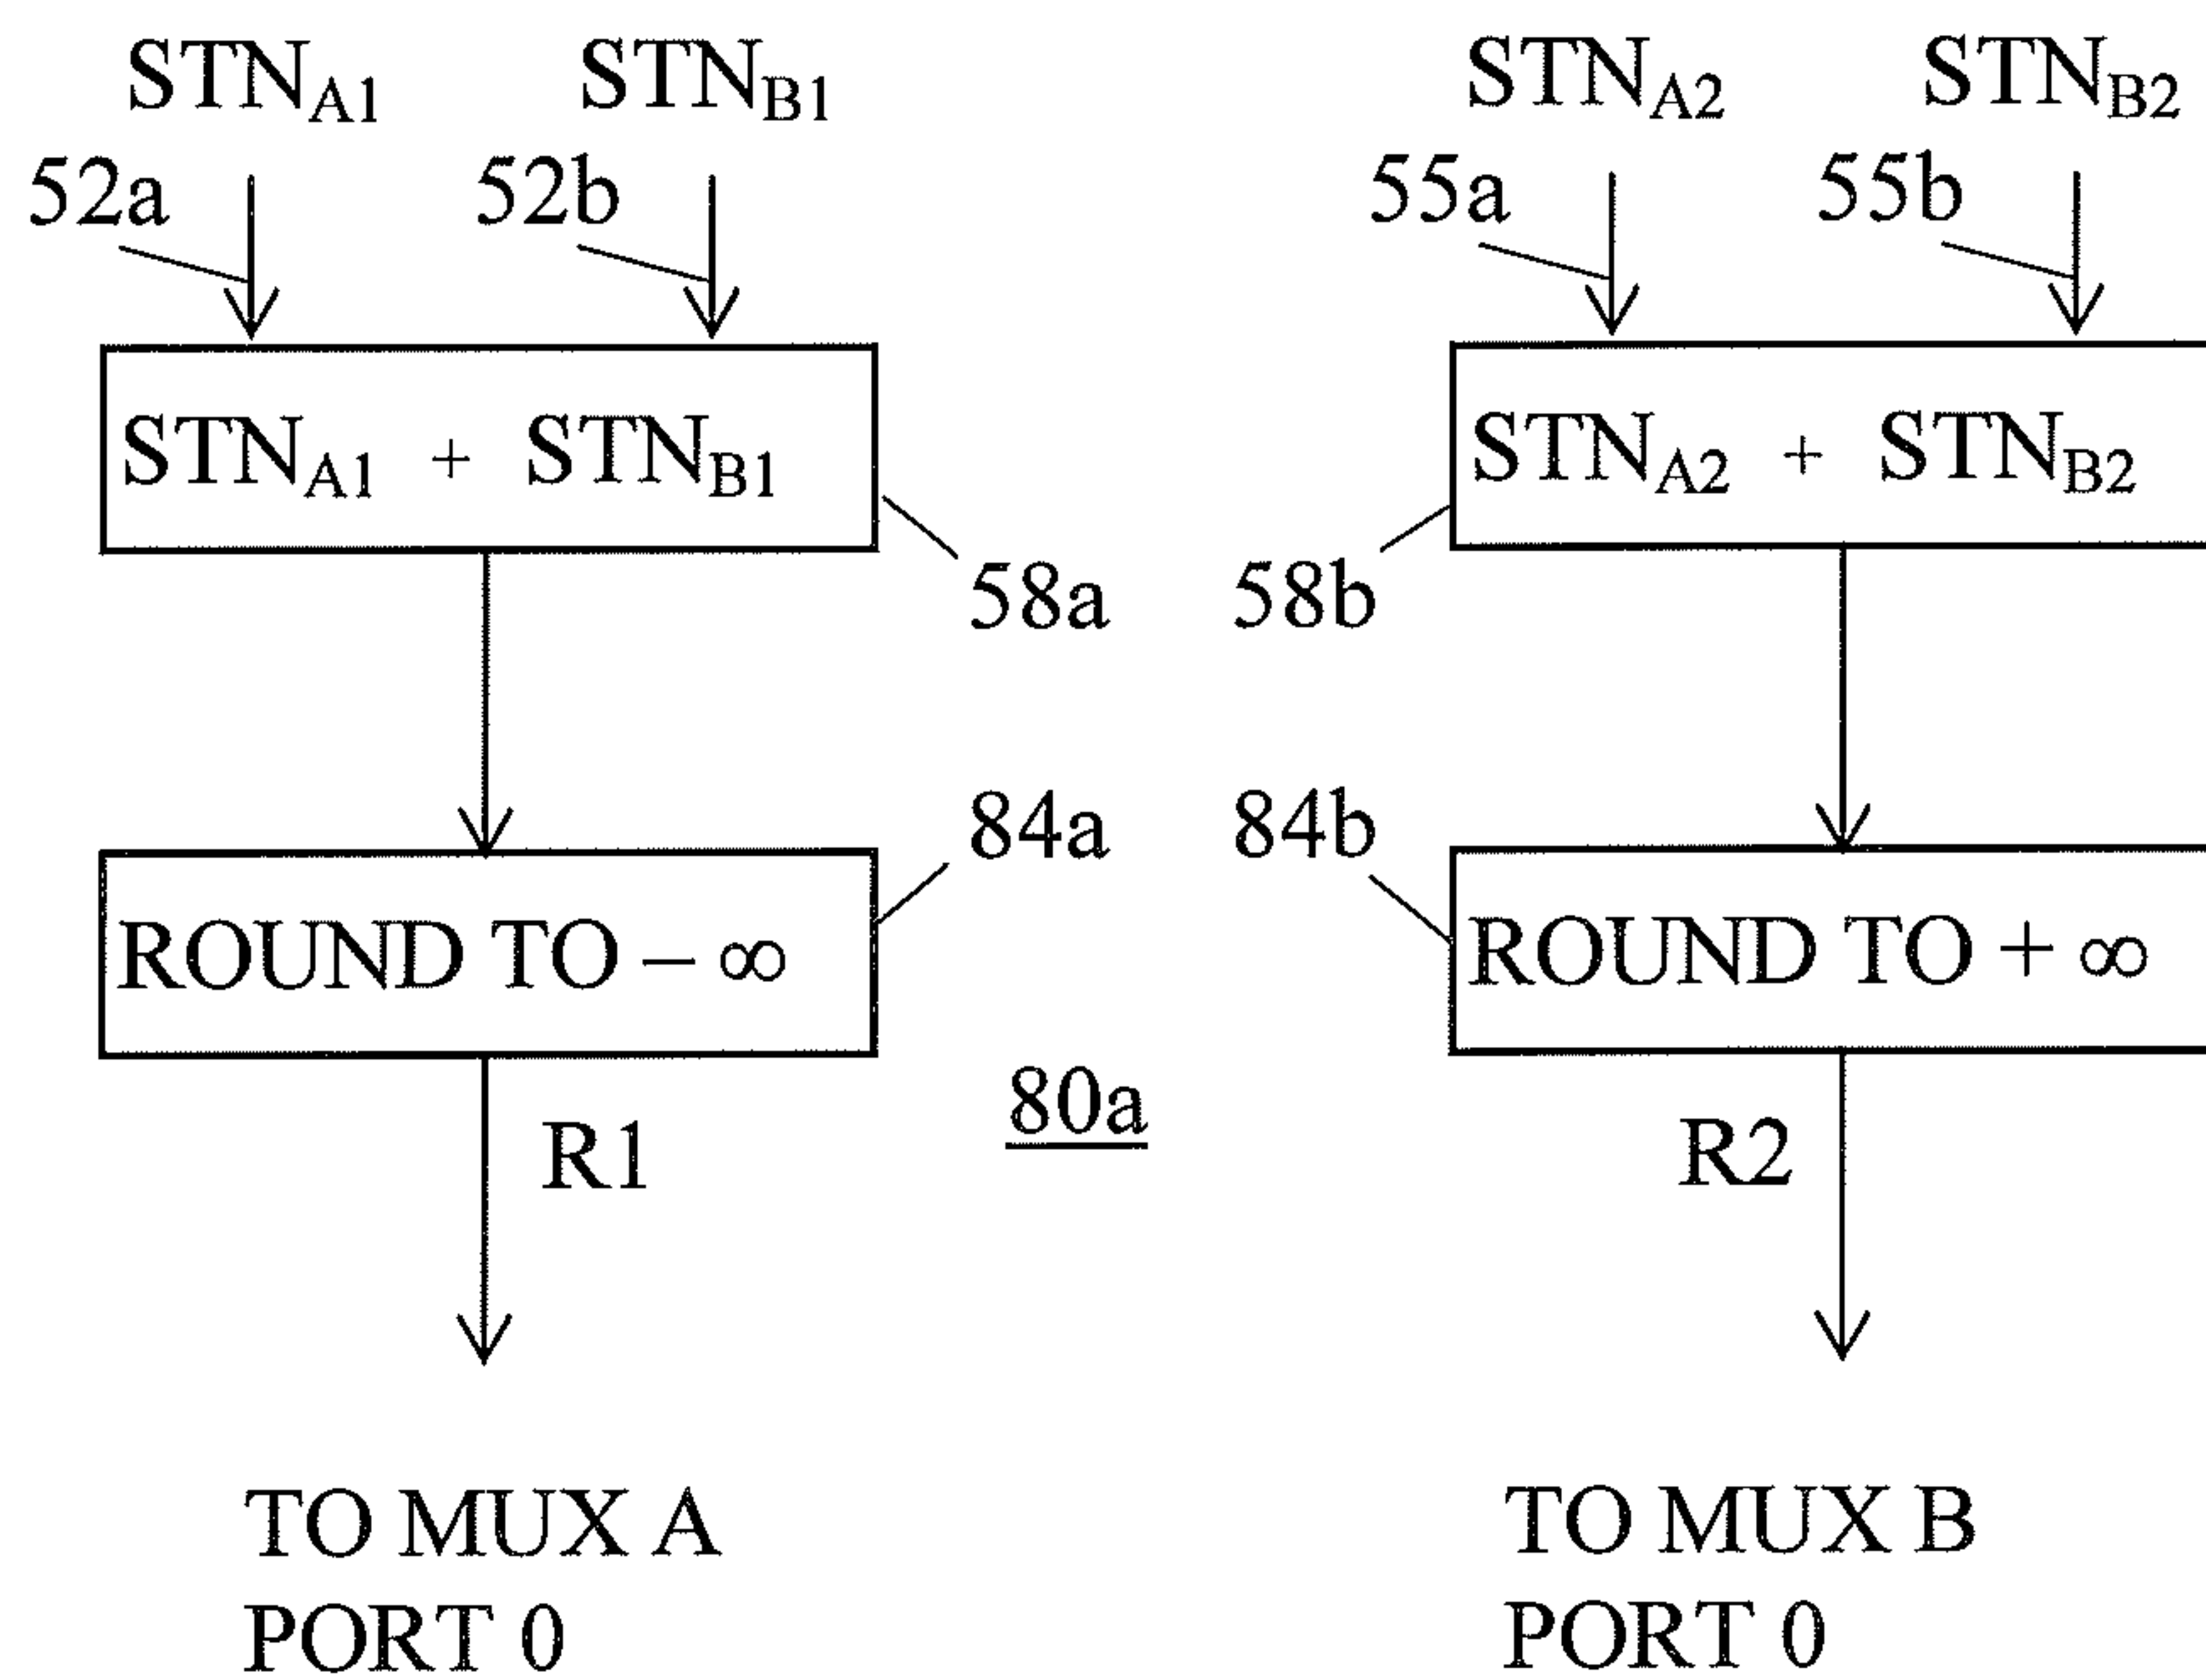 STN_A1 STN_B1 STN_A2 STN_B2
52a 52b 55a 55b
STN_A1 + STN_B1 STN_A2 + STN_B2
58a 58b
84a 84b
ROUND TO – ∞ ROUND TO + ∞
80a
R1 R2
TO MUX A TO MUX B
PORT 0 PORT 0